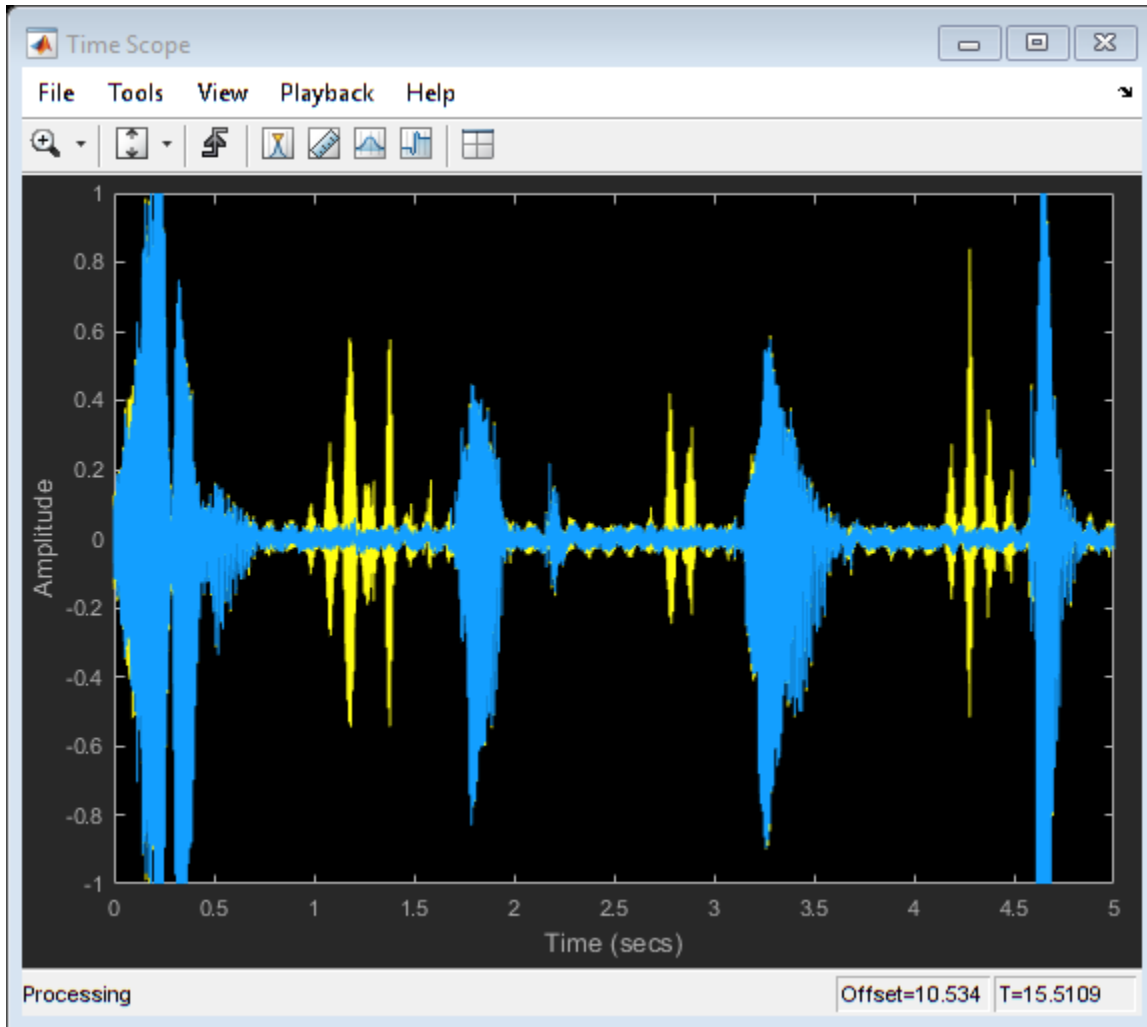 Time Scope
File Tools View Playback Help
1
0.8
0.6
0.4
0.2
0
-0.2
-0.4
-0.6
-0.8
-1
Amplitude
0 0.5 1 1.5 2 2.5 3 3.5 4 4.5 5
Time (secs)
Processing Offset=10.534 T=15.5109